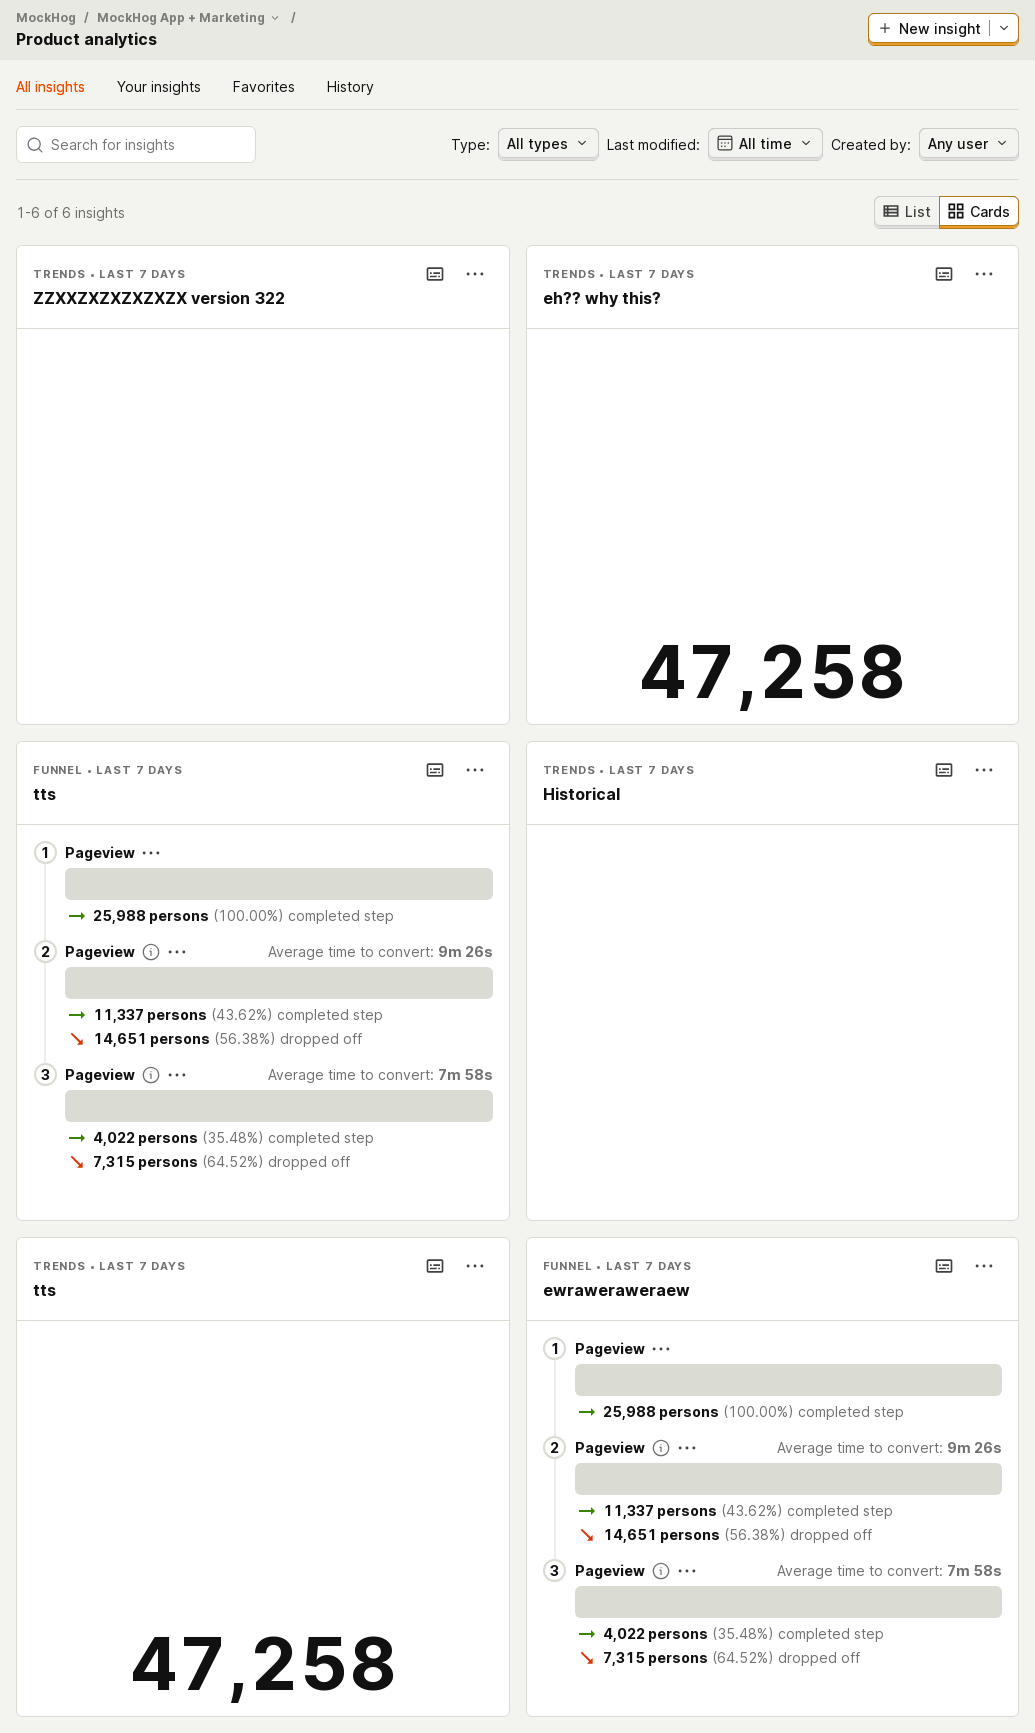 MockHog / MockHog App + Marketing /
Product analytics
New insight
All insights Your insights Favorites History
Search for insights
Type: All types Last modified: All time Created by: Any user
1-6 of 6 insights
List Cards
TRENDS • LAST 7 DAYS
ZZXXZXZXZXZXZX version 322
TRENDS • LAST 7 DAYS
eh?? why this?
47,258
FUNNEL • LAST 7 DAYS
tts
1 Pageview
25,988 persons (100.00%) completed step
2 Pageview Average time to convert: 9m 26s
11,337 persons (43.62%) completed step
14,651 persons (56.38%) dropped off
3 Pageview Average time to convert: 7m 58s
4,022 persons (35.48%) completed step
7,315 persons (64.52%) dropped off
TRENDS • LAST 7 DAYS
Historical
TRENDS • LAST 7 DAYS
tts
47,258
FUNNEL • LAST 7 DAYS
ewraweraweraew
1 Pageview
25,988 persons (100.00%) completed step
2 Pageview Average time to convert: 9m 26s
11,337 persons (43.62%) completed step
14,651 persons (56.38%) dropped off
3 Pageview Average time to convert: 7m 58s
4,022 persons (35.48%) completed step
7,315 persons (64.52%) dropped off